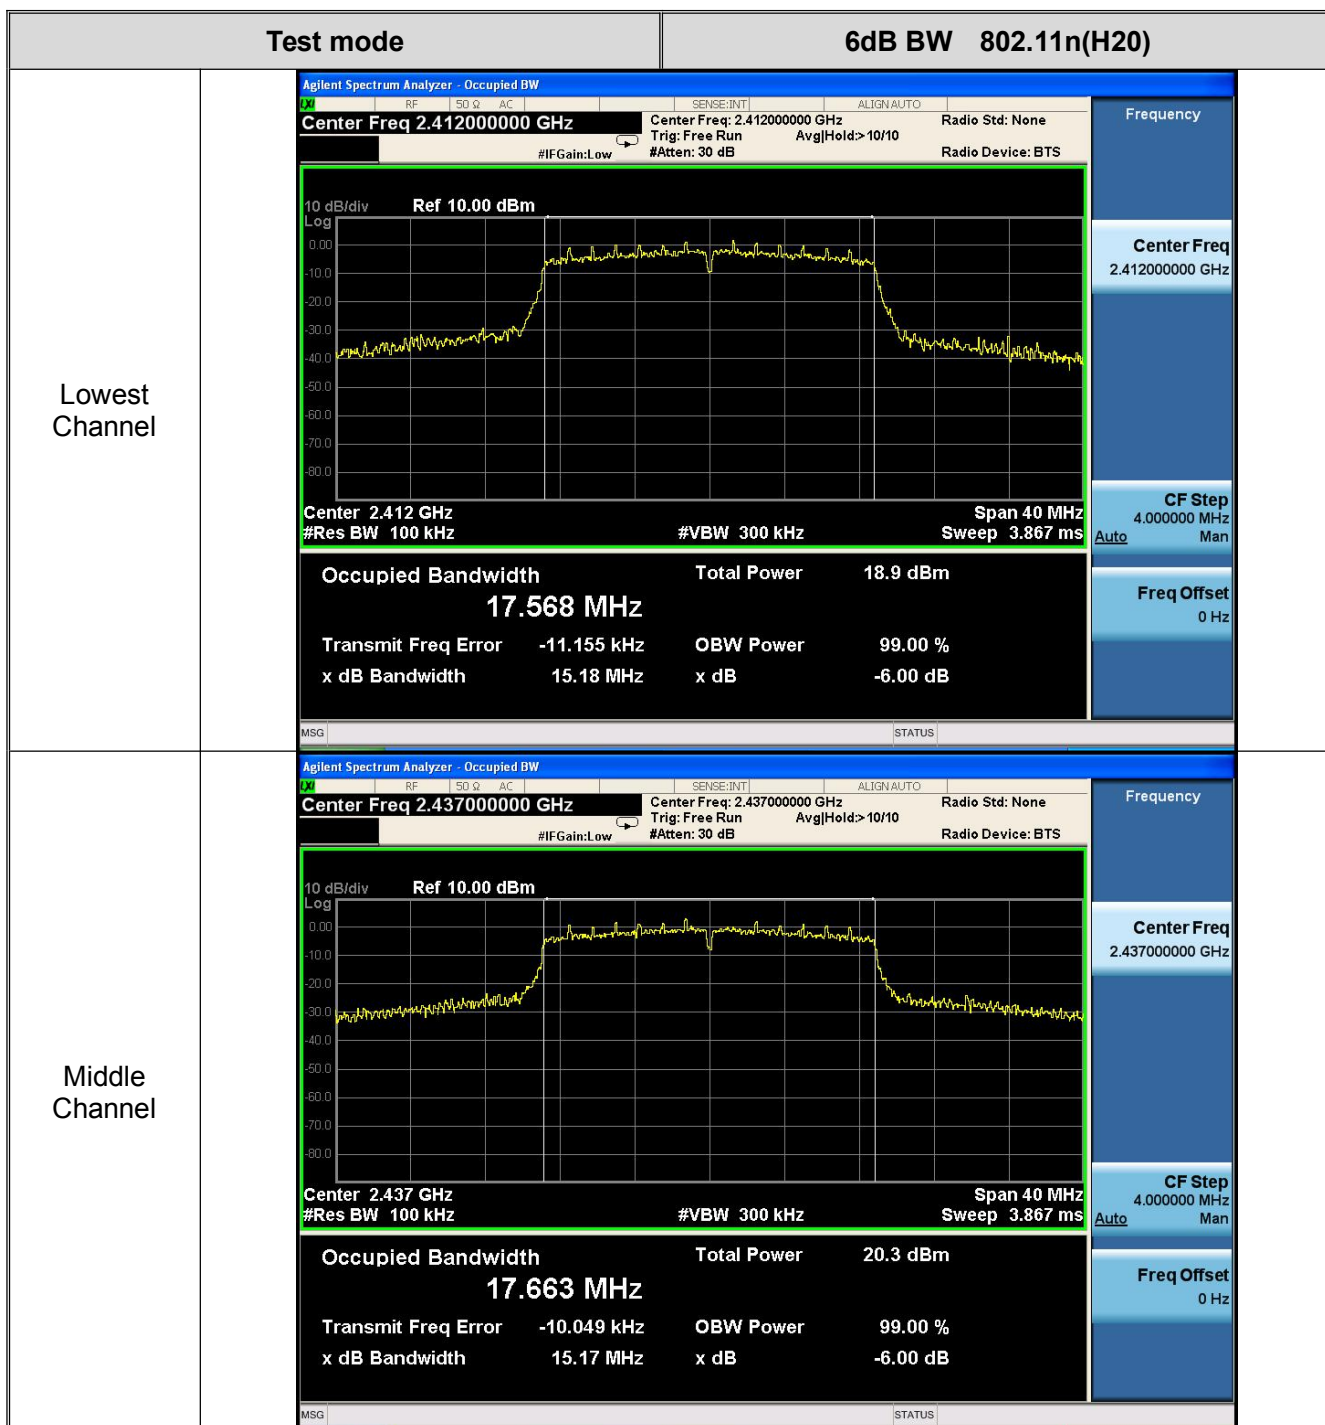 Test mode
6dB BW 802.11n(H20)
Lowest
Channel
Agilent Spectrum Analyzer - Occupied BW
LXI RF 50 Ω AC SENSE:INT ALIGN AUTO
Center Freq 2.412000000 GHz
Center Freq: 2.412000000 GHz
Radio Std: None
Trig: Free Run Avg|Hold:>10/10
#IFGain:Low
#Atten: 30 dB
Radio Device: BTS
10 dB/div Ref 10.00 dBm
Log
0.00
-10.0
-20.0
-30.0
-40.0
-50.0
-60.0
-70.0
-80.0
Center 2.412 GHz
Span 40 MHz
#Res BW 100 kHz
#VBW 300 kHz
Sweep 3.867 ms
Occupied Bandwidth
17.568 MHz
Total Power 18.9 dBm
Transmit Freq Error -11.155 kHz
OBW Power 99.00 %
x dB Bandwidth 15.18 MHz
x dB -6.00 dB
MSG
STATUS
Frequency
Center Freq
2.412000000 GHz
CF Step
4.000000 MHz
Auto Man
Freq Offset
0 Hz
Middle
Channel
Agilent Spectrum Analyzer - Occupied BW
LXI RF 50 Ω AC SENSE:INT ALIGN AUTO
Center Freq 2.437000000 GHz
Center Freq: 2.437000000 GHz
Radio Std: None
Trig: Free Run Avg|Hold:>10/10
#IFGain:Low
#Atten: 30 dB
Radio Device: BTS
10 dB/div Ref 10.00 dBm
Log
0.00
-10.0
-20.0
-30.0
-40.0
-50.0
-60.0
-70.0
-80.0
Center 2.437 GHz
Span 40 MHz
#Res BW 100 kHz
#VBW 300 kHz
Sweep 3.867 ms
Occupied Bandwidth
17.663 MHz
Total Power 20.3 dBm
Transmit Freq Error -10.049 kHz
OBW Power 99.00 %
x dB Bandwidth 15.17 MHz
x dB -6.00 dB
MSG
STATUS
Frequency
Center Freq
2.437000000 GHz
CF Step
4.000000 MHz
Auto Man
Freq Offset
0 Hz